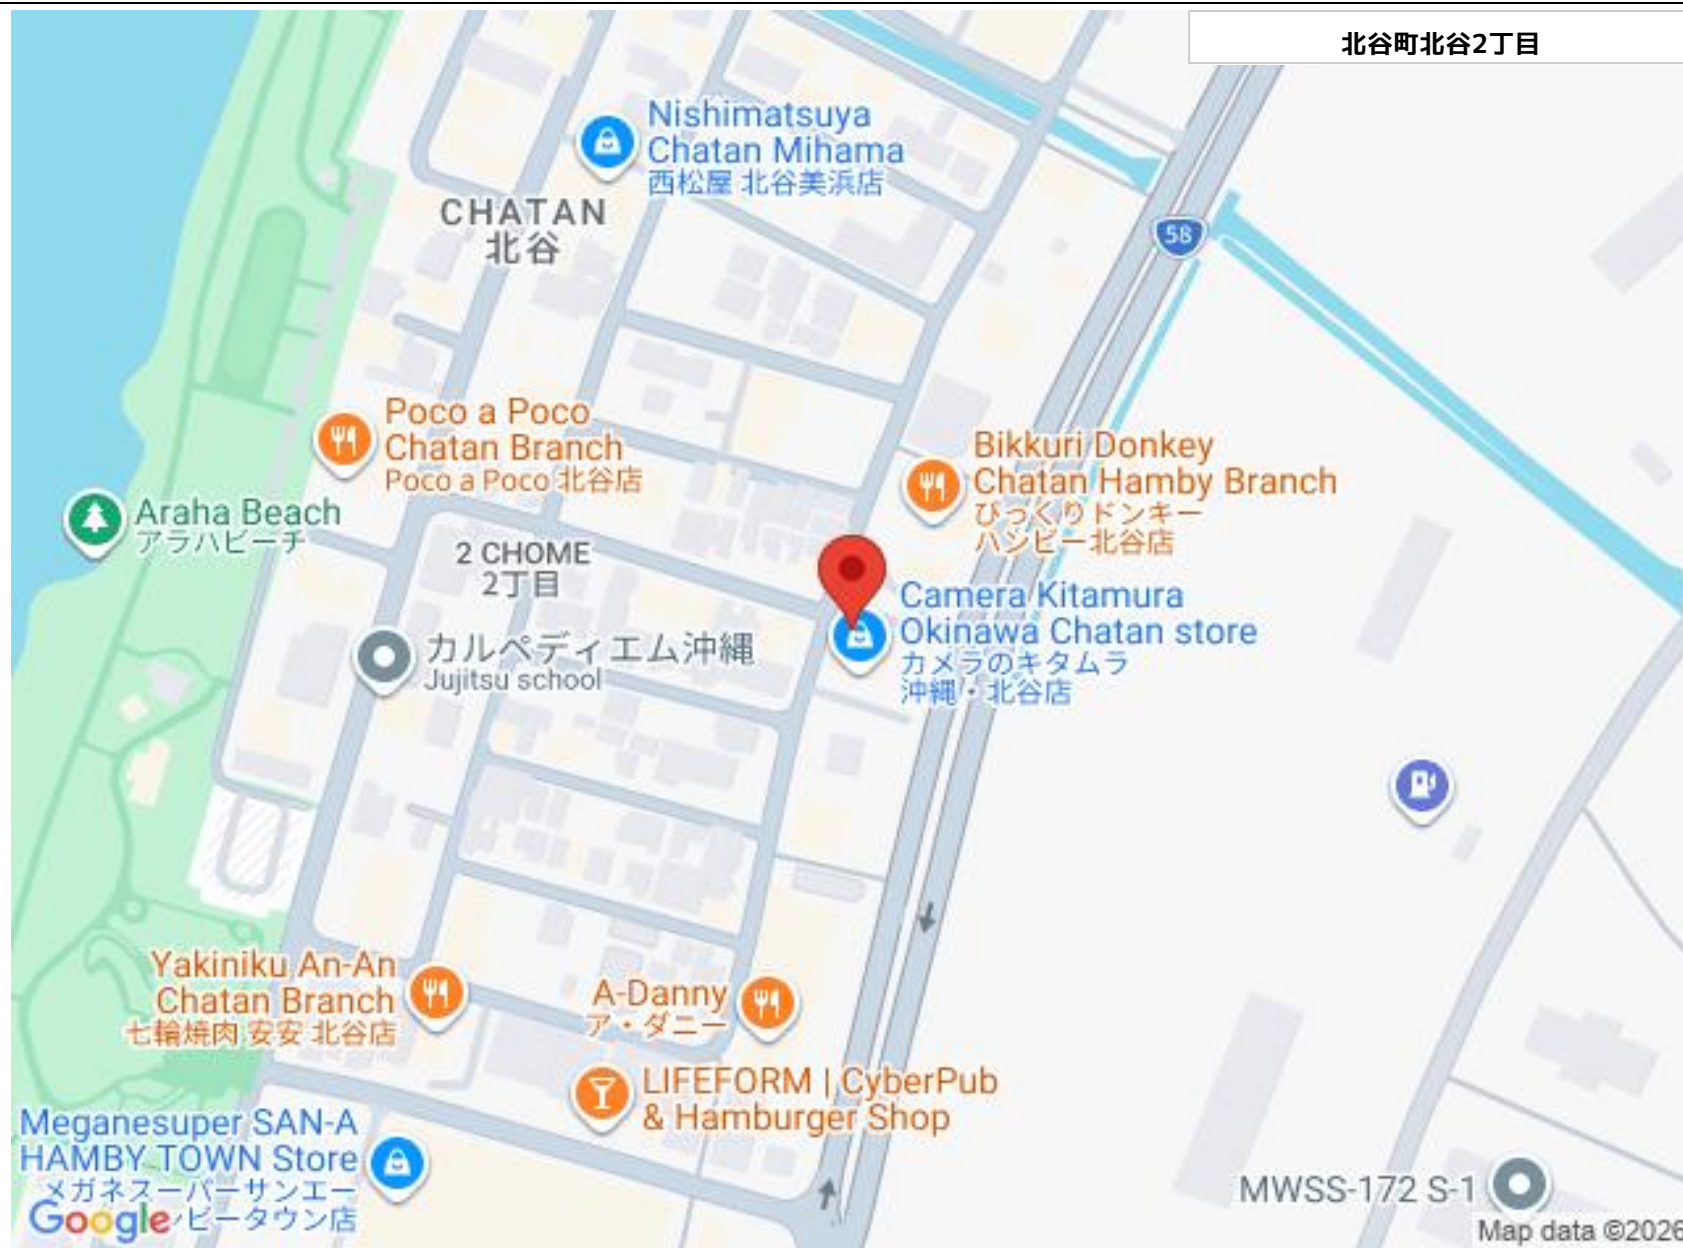 北谷町北谷2丁目
Nishimatsuya
Chatan Mihama
西松屋 北谷美浜店
CHATAN
北谷
58
Poco a Poco
Chatan Branch
Poco a Poco 北谷店
Bikkuri Donkey
Chatan Hamby Branch
びっくりドンキー
ハンビー北谷店
Araha Beach
アラハビーチ
2 CHOME
2丁目
Camera Kitamura
Okinawa Chatan store
カメラのキタムラ
沖縄・北谷店
カルペディエム沖縄
Jujitsu school
Yakiniku An-An
Chatan Branch
七輪焼肉 安安 北谷店
A-Danny
ア・ダニー
LIFEFORM | CyberPub
& Hamburger Shop
Meganesuper SAN-A
HAMBY TOWN Store
メガネスーパーサンエー
ビータウン店
Google
MWSS-172 S-1
Map data ©2026